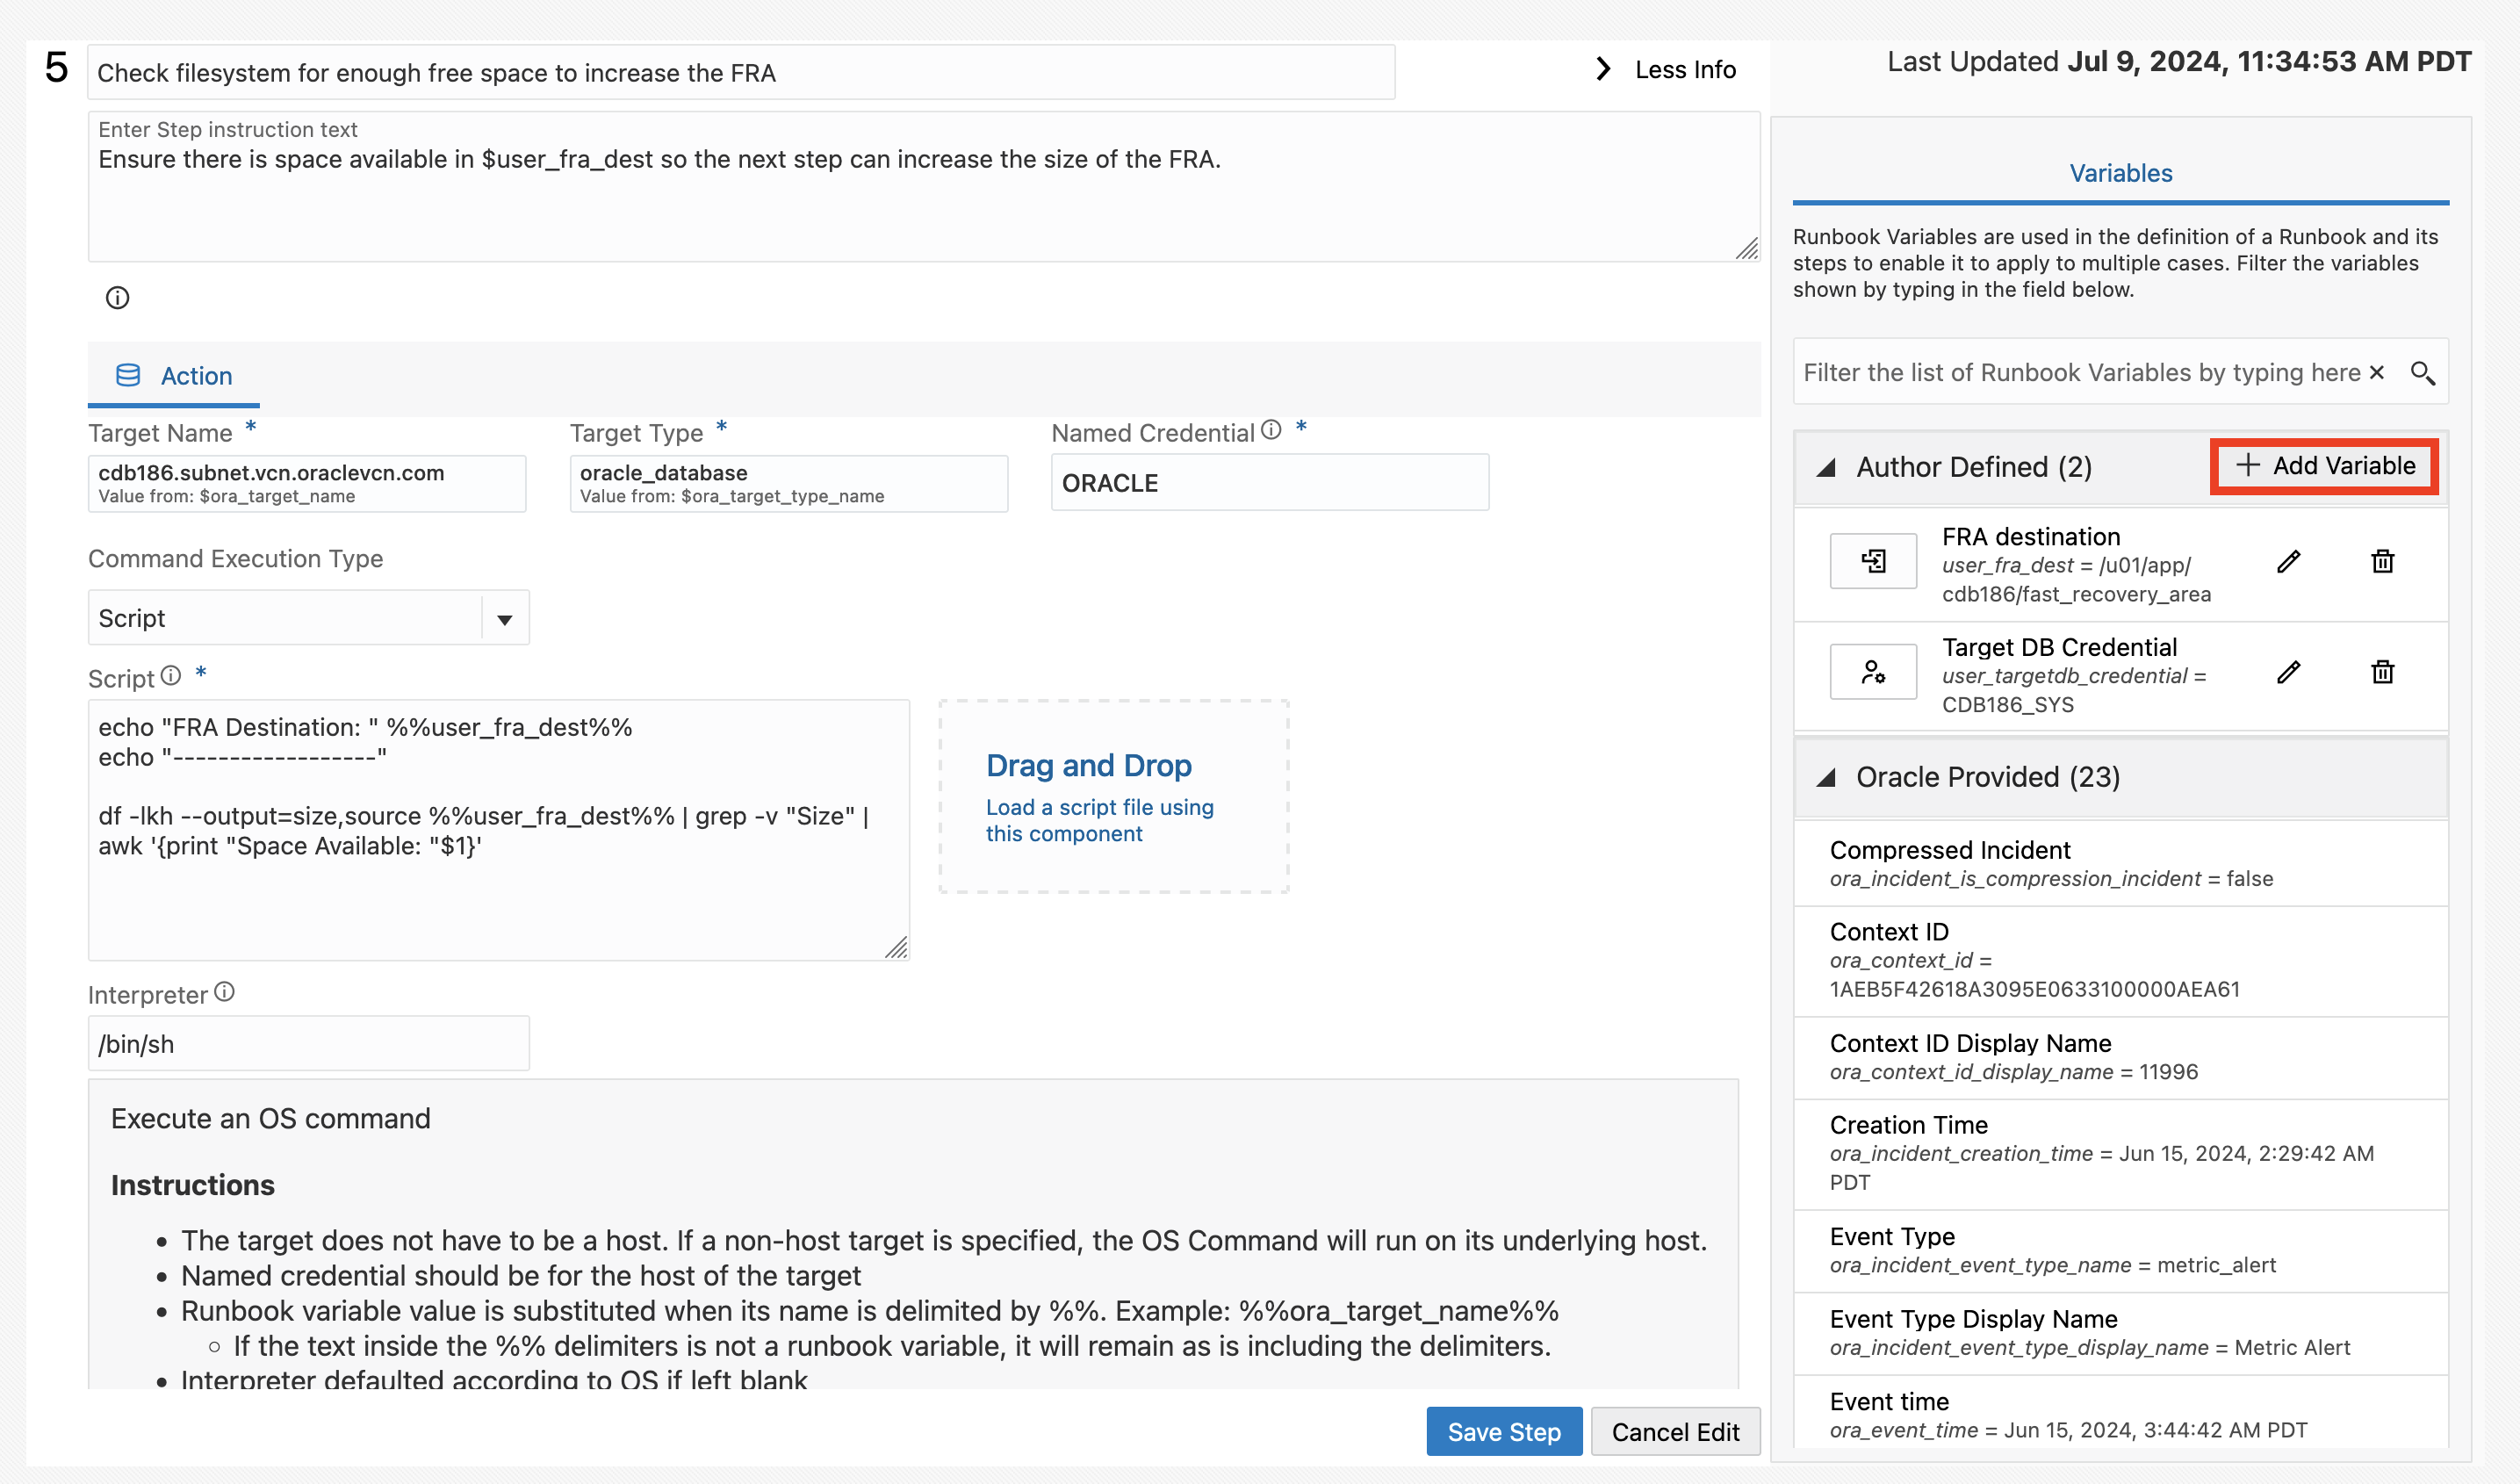 5
Check filesystem for enough free space to increase the FRA
Less Info
Enter Step instruction text
Ensure there is space available in $user_fra_dest so the next step can increase the size of the FRA.
Action
Target Name *
cdb186.subnet.vcn.oraclevcn.com
Value from: $ora_target_name
Target Type *
oracle_database
Value from: $ora_target_type_name
Named Credential *
ORACLE
Command Execution Type
Script
Script *
echo "FRA Destination: " %%user_fra_dest%%
echo "------------------"
df -lkh --output=size,source %%user_fra_dest%% | grep -v "Size" |
awk '{print "Space Available: "$1}'
Drag and Drop
Load a script file using
this component
Interpreter
/bin/sh
Execute an OS command
Instructions
• The target does not have to be a host. If a non-host target is specified, the OS Command will run on its underlying host.
• Named credential should be for the host of the target
• Runbook variable value is substituted when its name is delimited by %%. Example: %%ora_target_name%%
◦ If the text inside the %% delimiters is not a runbook variable, it will remain as is including the delimiters.
• Interpreter defaulted according to OS if left blank
Save Step
Cancel Edit
Last Updated Jul 9, 2024, 11:34:53 AM PDT
Variables
Runbook Variables are used in the definition of a Runbook and its
steps to enable it to apply to multiple cases. Filter the variables
shown by typing in the field below.
Filter the list of Runbook Variables by typing here
Author Defined (2)
+ Add Variable
FRA destination
user_fra_dest = /u01/app/
cdb186/fast_recovery_area
Target DB Credential
user_targetdb_credential =
CDB186_SYS
Oracle Provided (23)
Compressed Incident
ora_incident_is_compression_incident = false
Context ID
ora_context_id =
1AEB5F42618A3095E0633100000AEA61
Context ID Display Name
ora_context_id_display_name = 11996
Creation Time
ora_incident_creation_time = Jun 15, 2024, 2:29:42 AM
PDT
Event Type
ora_incident_event_type_name = metric_alert
Event Type Display Name
ora_incident_event_type_display_name = Metric Alert
Event time
ora_event_time = Jun 15, 2024, 3:44:42 AM PDT